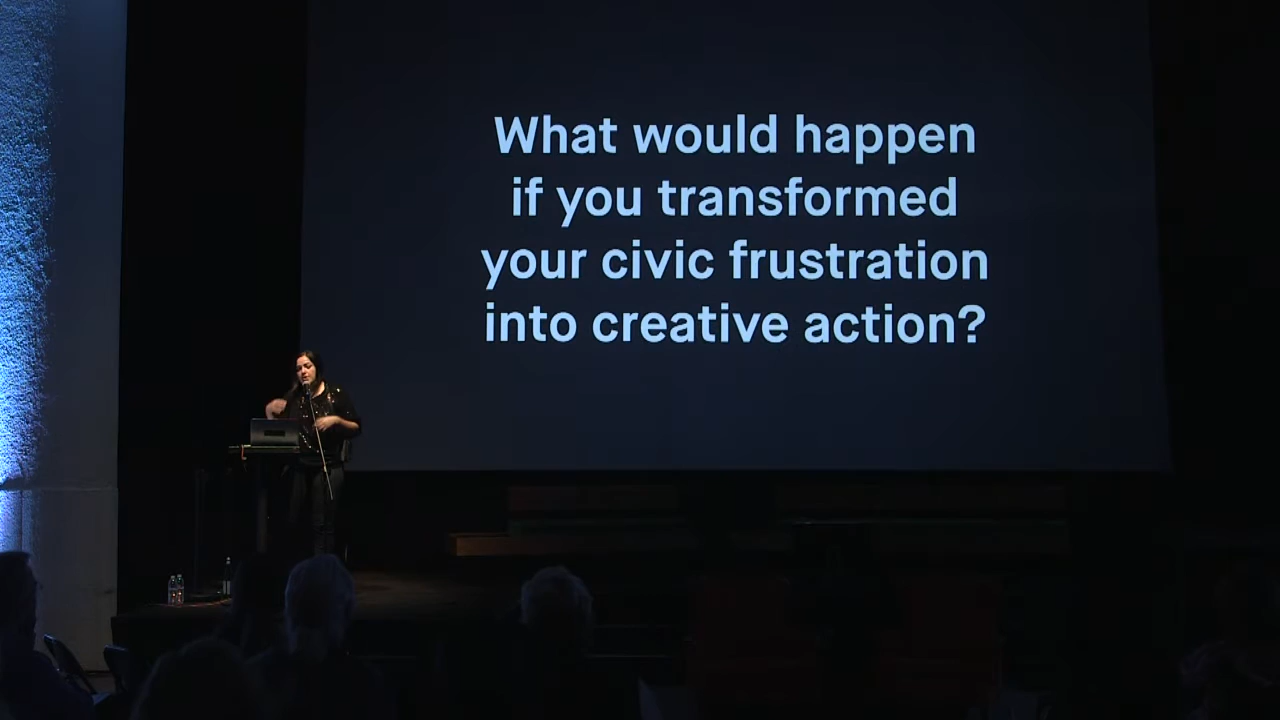 What would happen
if you transformed
your civic frustration
into creative action?